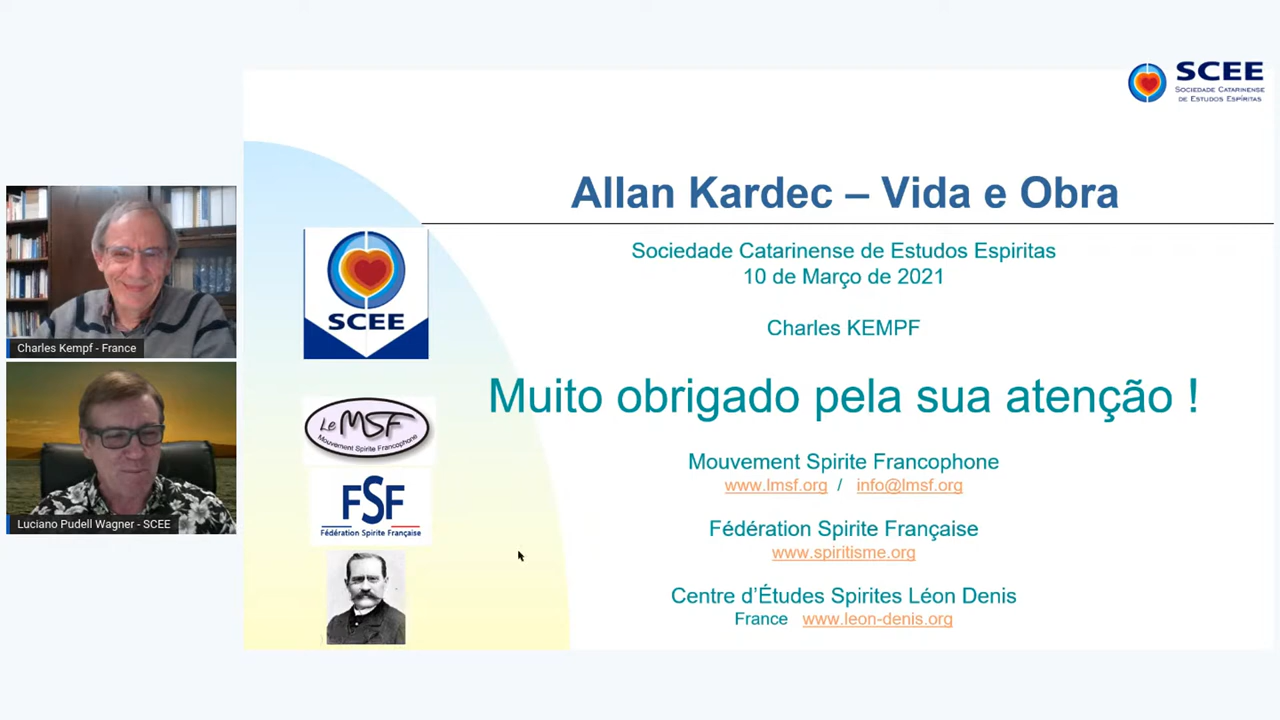 SCEE
SOCIEDADE CATARINENSE
DE ESTUDOS ESPÍRITAS
Allan Kardec – Vida e Obra
Sociedade Catarinense de Estudos Espiritas
10 de Março de 2021
Charles KEMPF
SCEE
Muito obrigado pela sua atenção !
Le MSF
Mouvement Spirite Francophone
Mouvement Spirite Francophone
www.lmsf.org / info@lmsf.org
FSF
Fédération Spirite Française
Fédération Spirite Française
www.spiritisme.org
Centre d’Études Spirites Léon Denis
France www.leon-denis.org
Charles Kempf - France
Luciano Pudell Wagner - SCEE